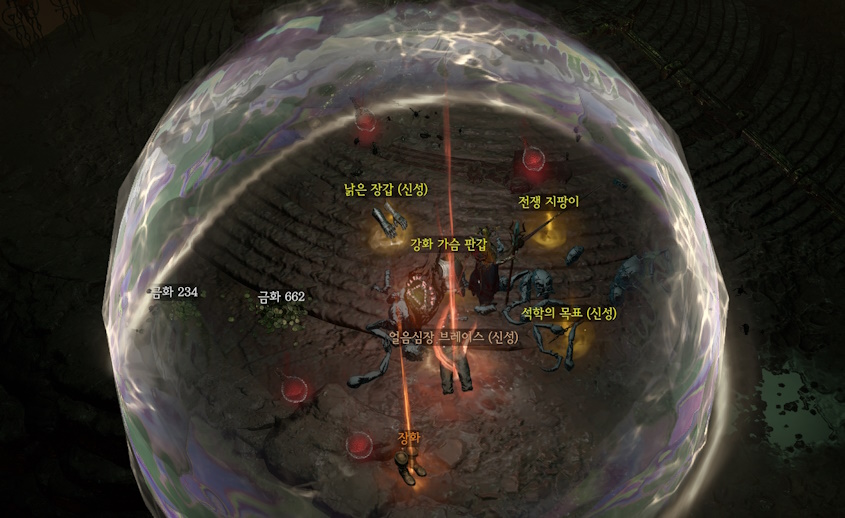 낡은 장갑 (신성)
전쟁 지팡이
강화 가슴 판갑
금화 234
금화 662
석학의 목표 (신성)
얼음심장 브레이스 (신성)
장화